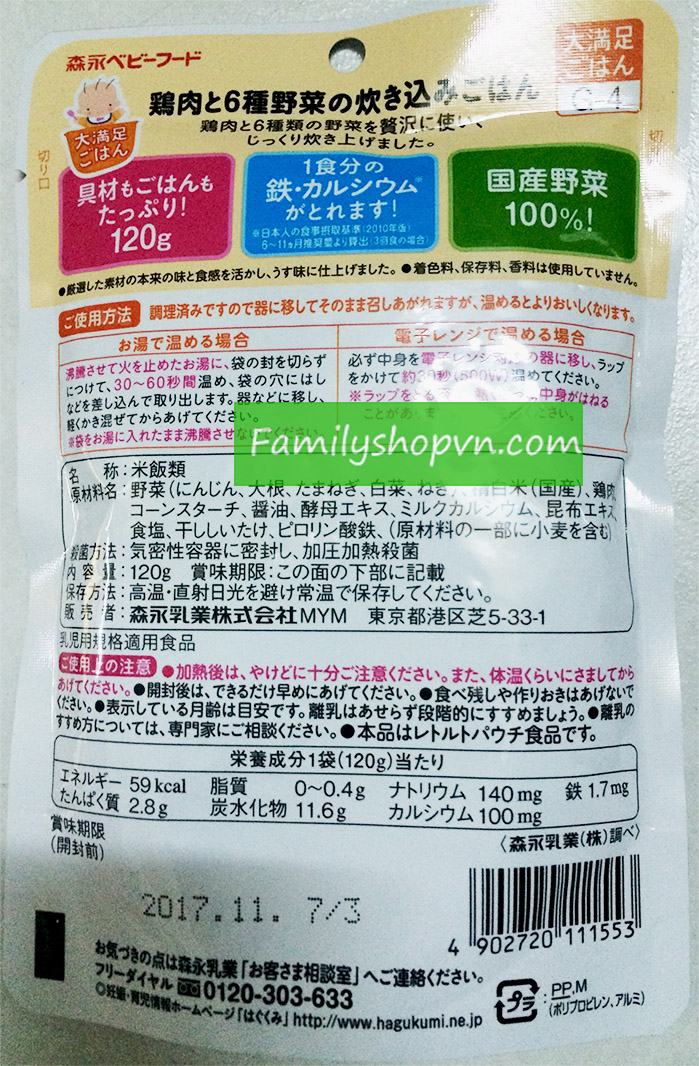 森永ベビーフード
大満足
ごはん
G-4
鶏肉と6種野菜の炊き込みごはん
鶏肉と6種類の野菜を贅沢に使い、
じっくり炊き上げました。
大満足
ごはん
切り口
切り口
具材もごはんも
たっぷり!
120g
1食分の
鉄・カルシウム※
がとれます!
※日本人の食事摂取基準(2010年版)
6〜11ヵ月推奨量より算出(3回食の場合)
国産野菜
100%!
●厳選した素材の本来の味と食感を活かし、うす味に仕上げました。●着色料、保存料、香料は使用していません。
ご使用方法 調理済みですので器に移してそのまま召しあがれますが、温めるとよりおいしくなります。
お湯で温める場合
沸騰させて火を止めたお湯に、袋の封を切らず
につけて、30〜60秒間温め、袋の穴にはし
などを差し込んで取り出します。器などに移し、
軽くかき混ぜてからあげてください。
※袋をお湯に入れたまま沸騰させ
電子レンジで温める場合
必ず中身を電子レンジ の器に移し、ラップ
をかけて約30秒(500W)温めてください。
※ラップを 中身がはねる
ことがあ ください。
Familyshopvn.com
名 称:米飯類
原材料名:野菜(にんじん、大根、たまねぎ、白菜、ねぎ)、精白米(国産)、鶏肉、
コーンスターチ、醤油、酵母エキス、ミルクカルシウム、昆布エキス、
食塩、干ししいたけ、ピロリン酸鉄、(原材料の一部に小麦を含む)
殺菌方法:気密性容器に密封し、加圧加熱殺菌
内容量:120g 賞味期限:この面の下部に記載
保存方法:高温・直射日光を避け常温で保存してください。
販売者:森永乳業株式会社MYM 東京都港区芝5-33-1
乳児用規格適用食品
ご使用上の注意 ●加熱後は、やけどに十分ご注意ください。また、体温くらいにさましてから
あげてください。●開封後は、できるだけ早めにあげてください。●食べ残しや作りおきはあげないで
ください。●表示している月齢は目安です。離乳はあせらず段階的にすすめましょう。●離乳の
すすめ方については、専門家にご相談ください。●本品はレトルトパウチ食品です。
栄養成分1袋(120g)当たり
エネルギー 59kcal 脂質 0〜0.4g ナトリウム 140mg 鉄 1.7mg
たんぱく質 2.8g 炭水化物 11.6g カルシウム 100mg
〈森永乳業(株)調べ〉
賞味期限
(開封前)
2017.11. 7/3
4 902720 111553
お気づきの点は森永乳業「お客さま相談室」へご連絡ください。
フリーダイヤル 0120-303-633
◎妊娠・育児情報ホームページ「はぐくみ」http://www.hagukumi.ne.jp
プラ
:PP,M
(ポリプロピレン、アルミ)